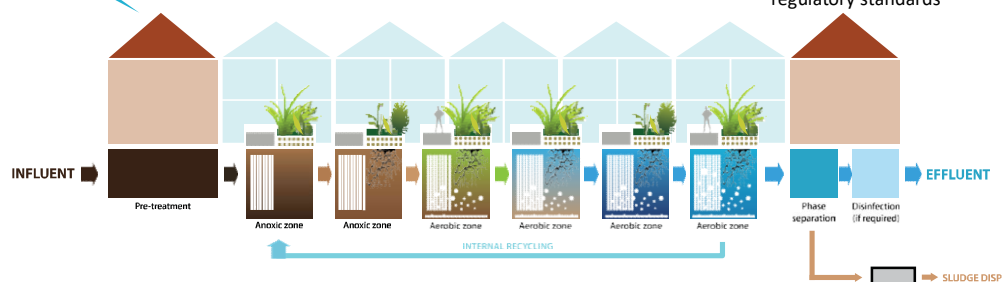 regulatory standards
INFLUENT
EFFLUENT
Pre-treatment
Anoxic zone
Anoxic zone
Aerobic zone
Aerobic zone
Aerobic zone
Aerobic zone
Phase
separation
Disinfection
(if required)
INTERNAL RECYCLING
SLUDGE DISP